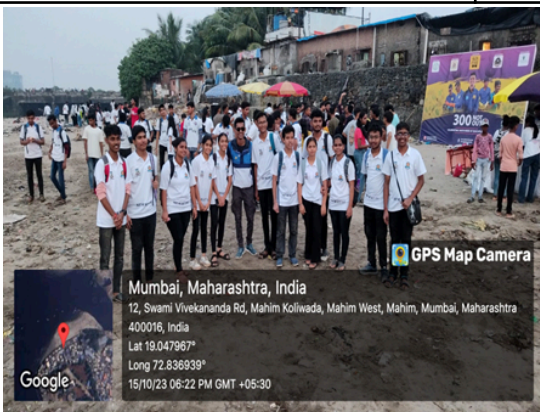 300
GPS Map Camera
Mumbai, Maharashtra, India
12, Swami Vivekananda Rd, Mahim Koliwada, Mahim West, Mahim, Mumbai, Maharashtra
400016, India
Lat 19.047967°
Long 72.836939°
15/10/23 06:22 PM GMT +05:30
Google